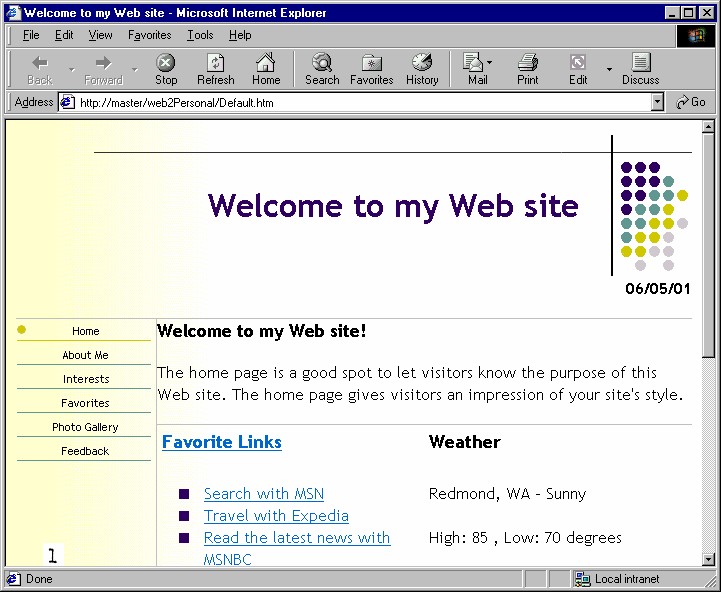 Welcome to my Web site - Microsoft Internet Explorer
File Edit View Favorites Tools Help
Back Forward Stop Refresh Home Search Favorites History Mail Print Edit Discuss
Address http://master/web2Personal/Default.htm Go
Welcome to my Web site
06/05/01
Home
About Me
Interests
Favorites
Photo Gallery
Feedback
1
Welcome to my Web site!
The home page is a good spot to let visitors know the purpose of this
Web site. The home page gives visitors an impression of your site's style.
Favorite Links
Search with MSN
Travel with Expedia
Read the latest news with
MSNBC
Weather
Redmond, WA - Sunny
High: 85 , Low: 70 degrees
Done
Local intranet